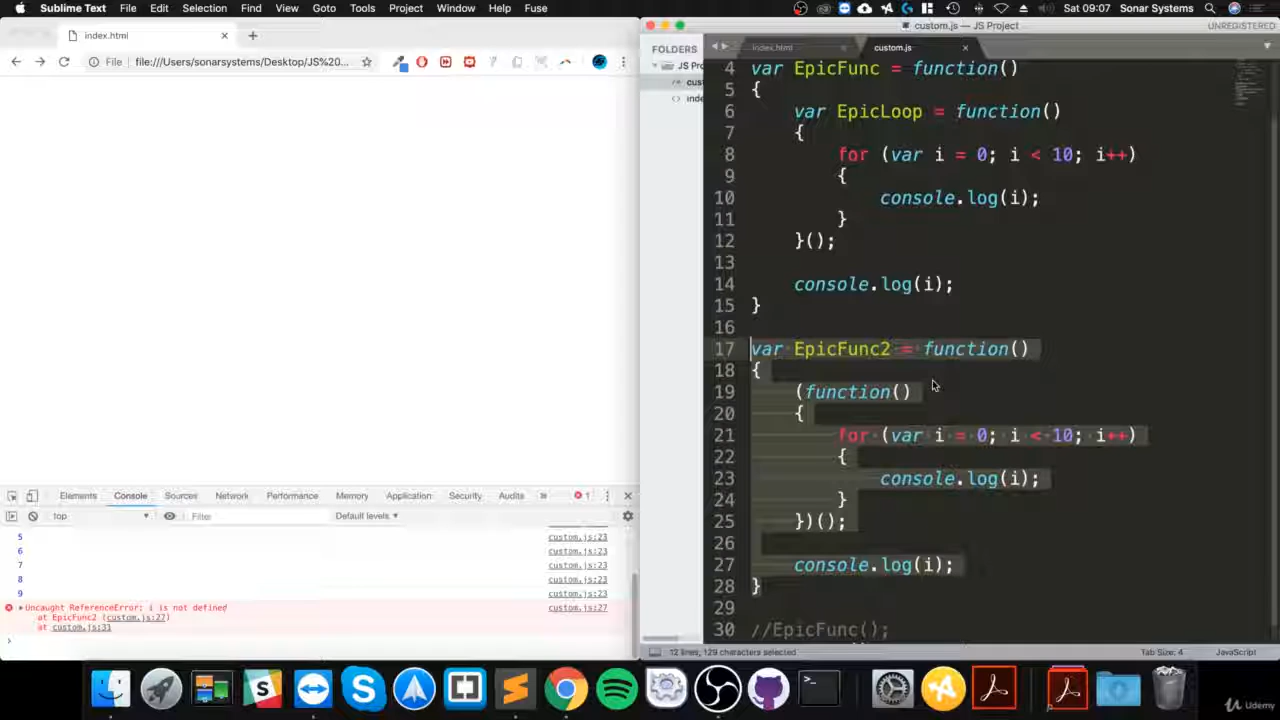 Sublime Text File Edit Selection Find View Goto Tools Project Window Help Fuse Sat 09:07 Sonar Systems
index.html
custom.js — JS Project UNREGISTERED
File file:///Users/sonarsystems/Desktop/JS%20...
FOLDERS
JS Pr
cust
inde
index.html custom.js
4 var EpicFunc = function()
5 {
6 var EpicLoop = function()
7 {
8 for (var i = 0; i < 10; i++)
9 {
10 console.log(i);
11 }
12 }();
13
14 console.log(i);
15 }
16
17 var EpicFunc2 = function()
18 {
19 (function()
20 {
21 for (var i = 0; i < 10; i++)
22 {
23 console.log(i);
24 }
25 })();
26
27 console.log(i);
28 }
29
30 //EpicFunc();
Elements Console Sources Network Performance Memory Application Security Audits » 1
top Filter Default levels
5 custom.js:23
6 custom.js:23
7 custom.js:23
8 custom.js:23
9 custom.js:23
Uncaught ReferenceError: i is not defined custom.js:27
at EpicFunc2 (custom.js:27)
at custom.js:31
12 lines, 129 characters selected Tab Size: 4 JavaScript
Udemy